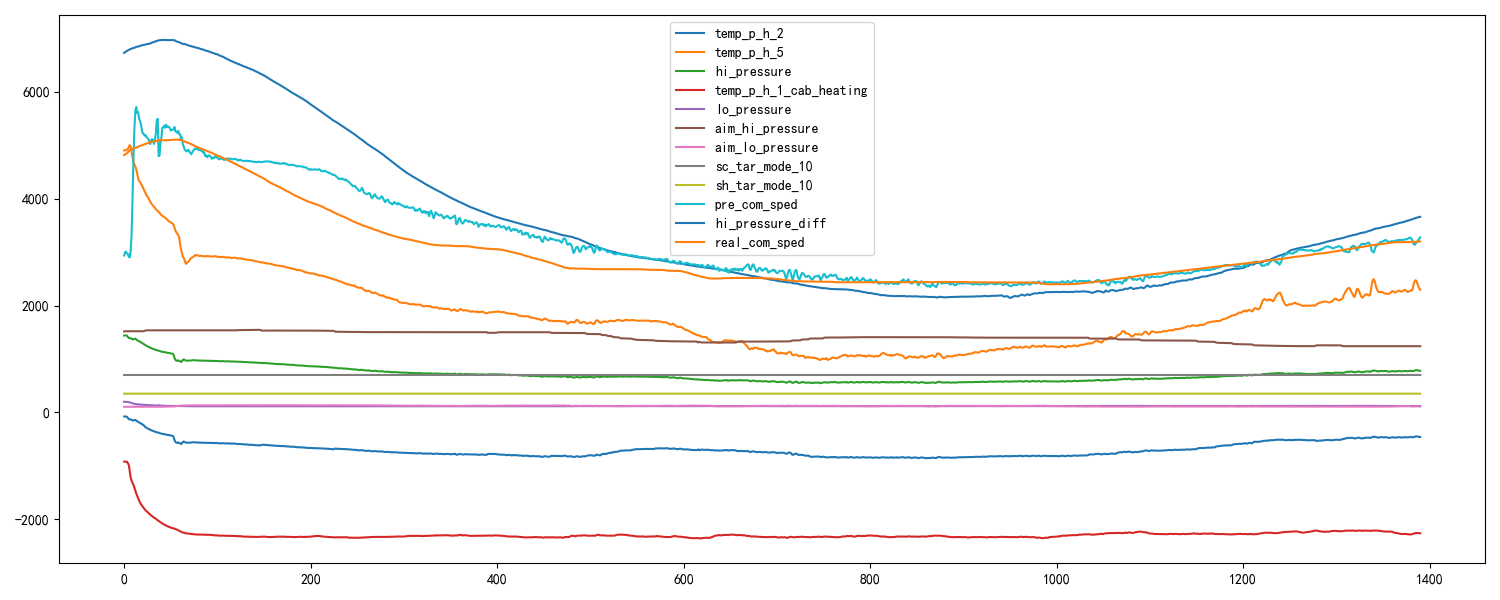 temp_p_h_2
temp_p_h_5
hi_pressure
temp_p_h_1_cab_heating
lo_pressure
aim_hi_pressure
aim_lo_pressure
sc_tar_mode_10
sh_tar_mode_10
pre_com_sped
hi_pressure_diff
real_com_sped
6000
4000
2000
0
−2000
0 200 400 600 800 1000 1200 1400